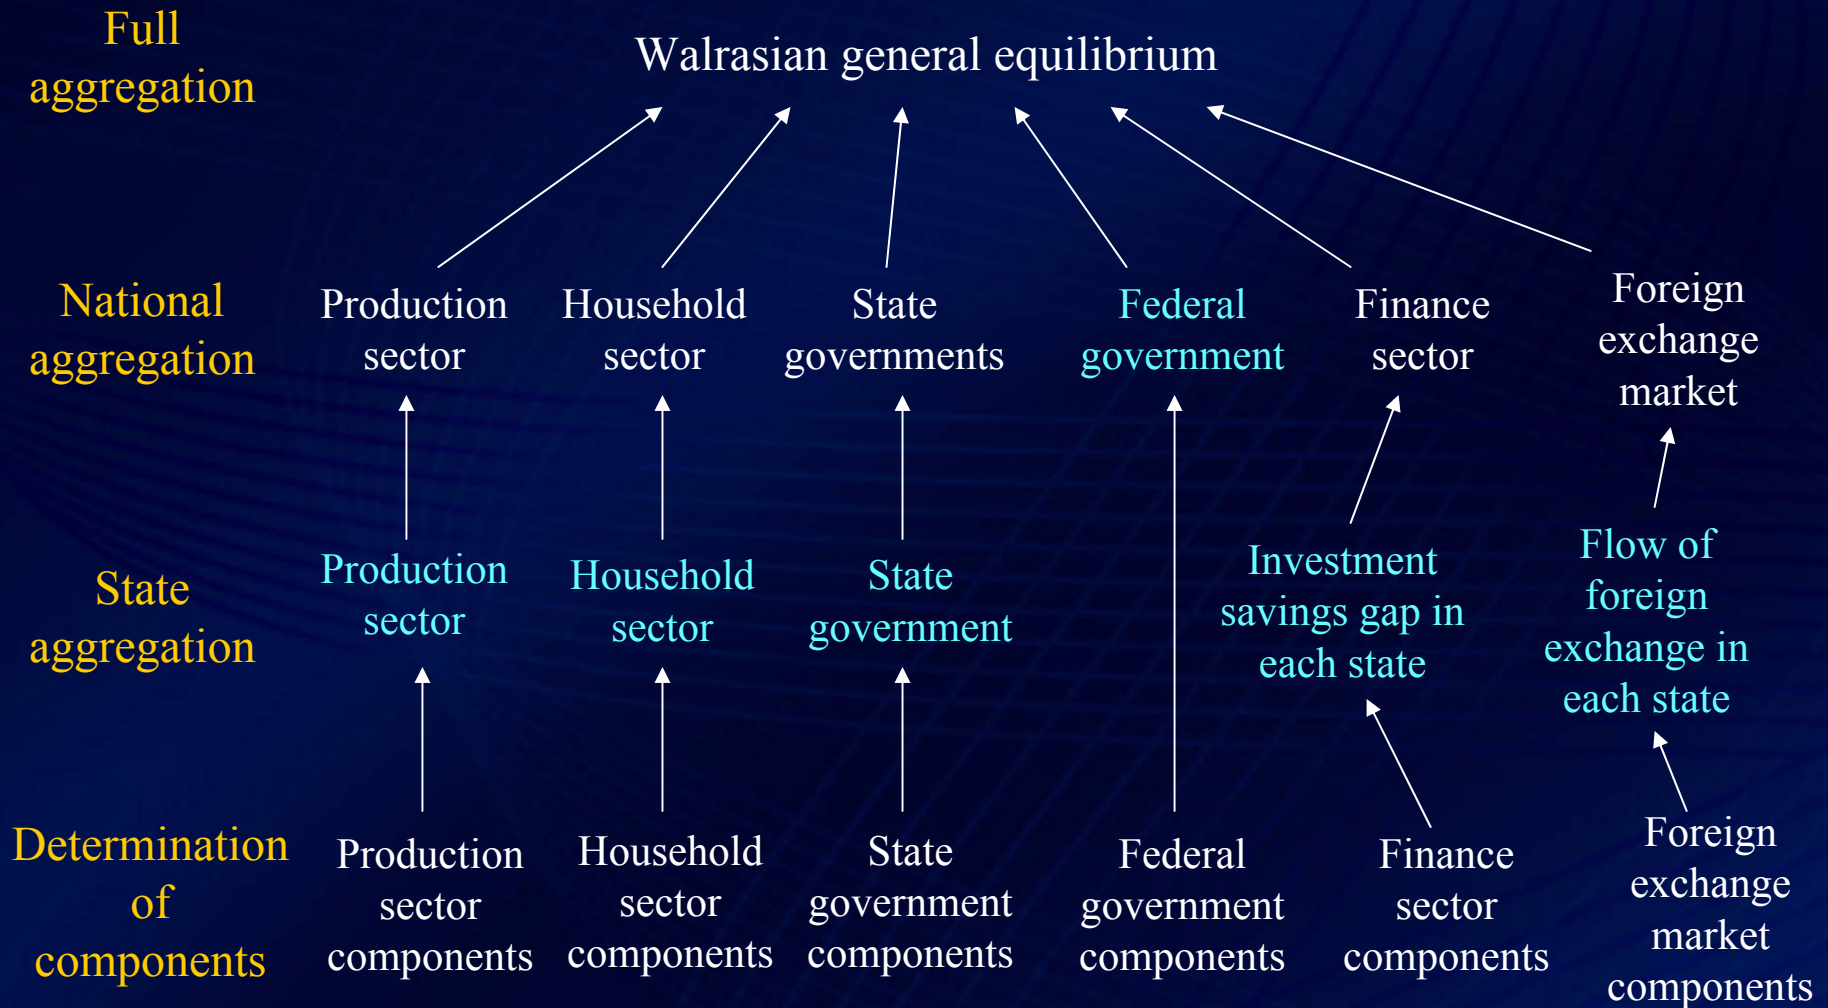 Full
aggregation
Walrasian general equilibrium
National
aggregation
Production
sector
Household
sector
State
governments
Federal
government
Finance
sector
Foreign
exchange
market
State
aggregation
Production
sector
Household
sector
State
government
Investment
savings gap in
each state
Flow of
foreign
exchange in
each state
Determination
of
components
Production
sector
components
Household
sector
components
State
government
components
Federal
government
components
Finance
sector
components
Foreign
exchange
market
components